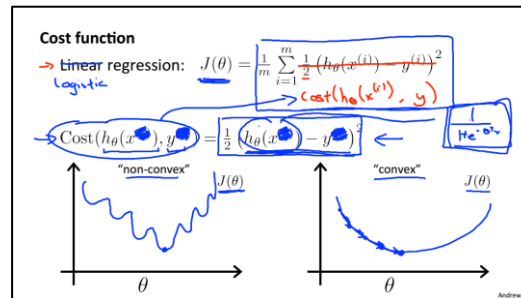 Cost function
→ Linear regression: J(θ) = 1/m ∑_{i=1}^{m} 1/2 (h_θ(x^{(i)}) − y^{(i)})^2
logistic
→ cost(h_θ(x^{(i)}), y)
→ Cost(h_θ(x), y) = 1/2 (h_θ(x) − y)^2 ←
1/1+e^{-θ^T x}
"non-convex" "convex"
J(θ) J(θ)
θ θ
Andrew